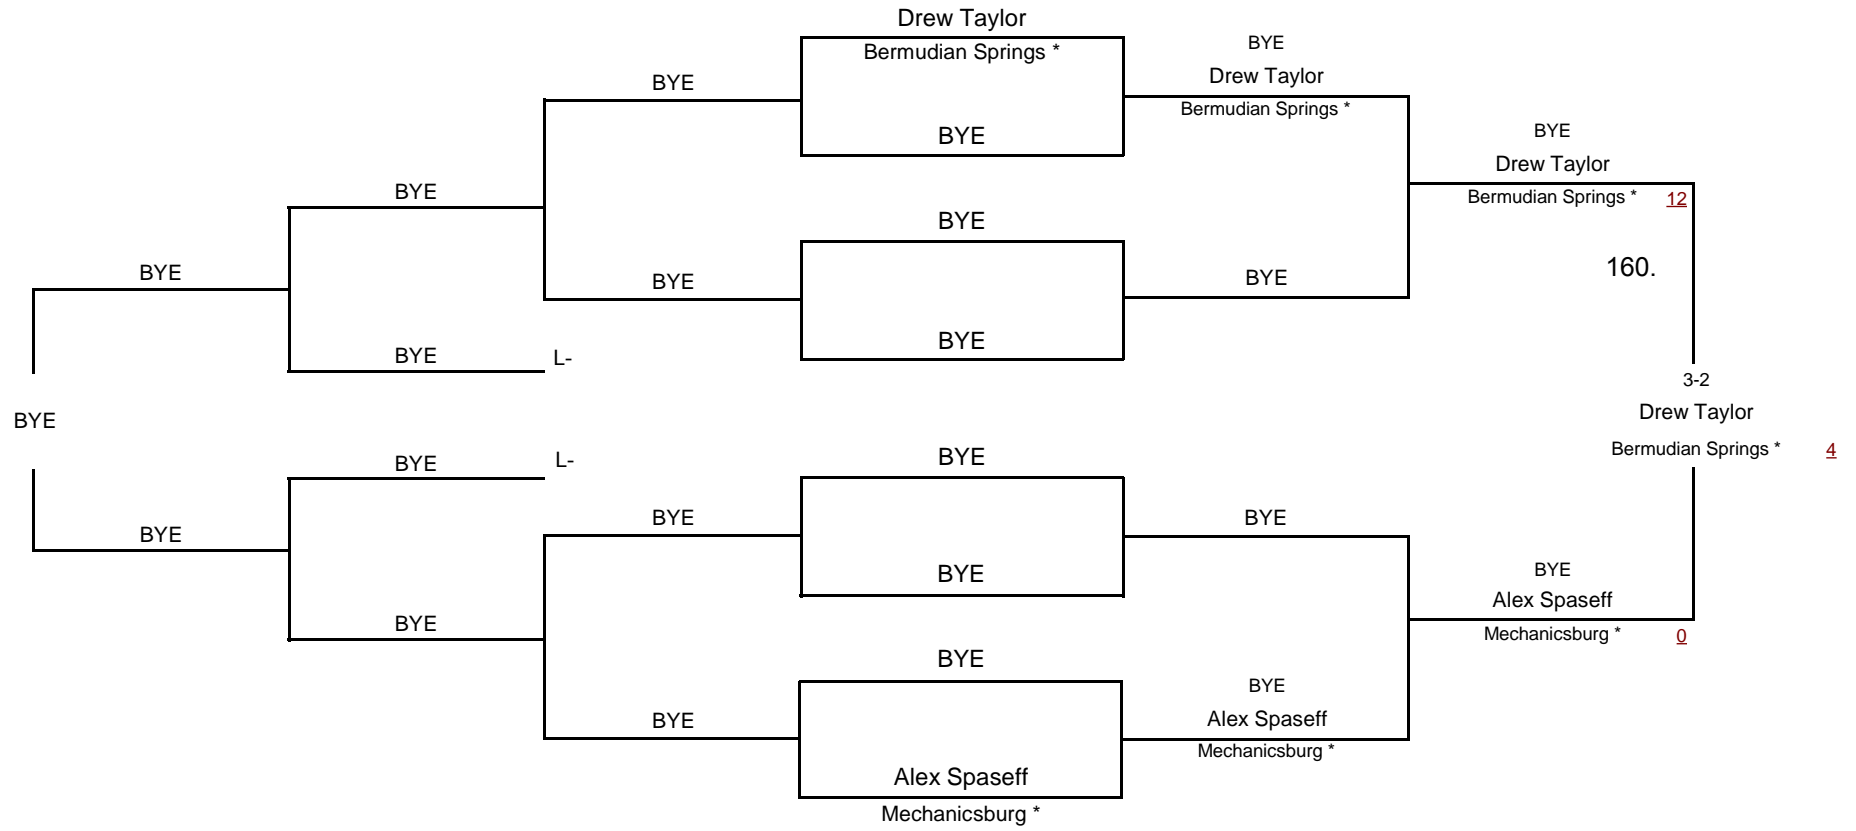 Drew Taylor
Bermudian Springs *
BYE
BYE
Drew Taylor
Bermudian Springs *
BYE
BYE
BYE
Drew Taylor
Bermudian Springs * 12
BYE
BYE
BYE
BYE
BYE
160.
BYE
BYE L-
3-2
Drew Taylor
BYE
Bermudian Springs * 4
BYE L-
BYE
BYE
BYE
BYE
BYE
BYE
Alex Spaseff
Mechanicsburg * 0
BYE
BYE
BYE
BYE
Alex Spaseff
Mechanicsburg *
Alex Spaseff
Mechanicsburg *